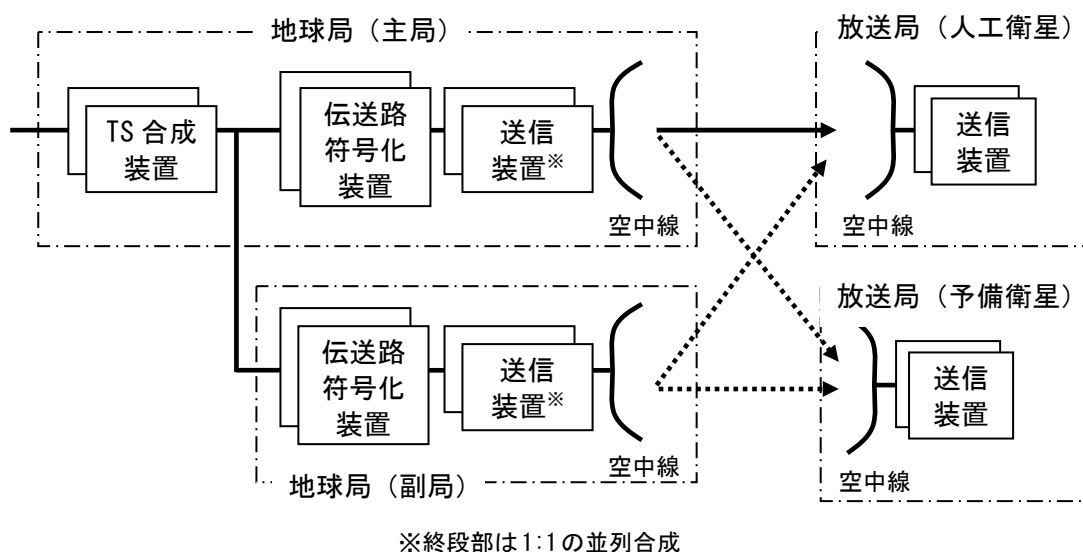 地球局（主局）
放送局（人工衛星）
TS合成
装置
伝送路
符号化
装置
送信
装置※
空中線
送信
装置
空中線
放送局（予備衛星）
伝送路
符号化
装置
送信
装置※
空中線
地球局（副局）
送信
装置
空中線
※終段部は1:1の並列合成